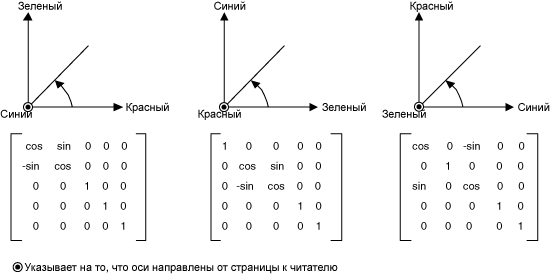 Зеленый Синий Красный
Синий Красный Красный Зеленый Зеленый Синий
cos sin 0 0 0
-sin cos 0 0 0
0 0 1 0 0
0 0 0 1 0
0 0 0 0 1
1 0 0 0 0
0 cos sin 0 0
0 -sin cos 0 0
0 0 0 1 0
0 0 0 0 1
cos 0 -sin 0 0
0 1 0 0 0
sin 0 cos 0 0
0 0 0 1 0
0 0 0 0 1
Указывает на то, что оси направлены от страницы к читателю